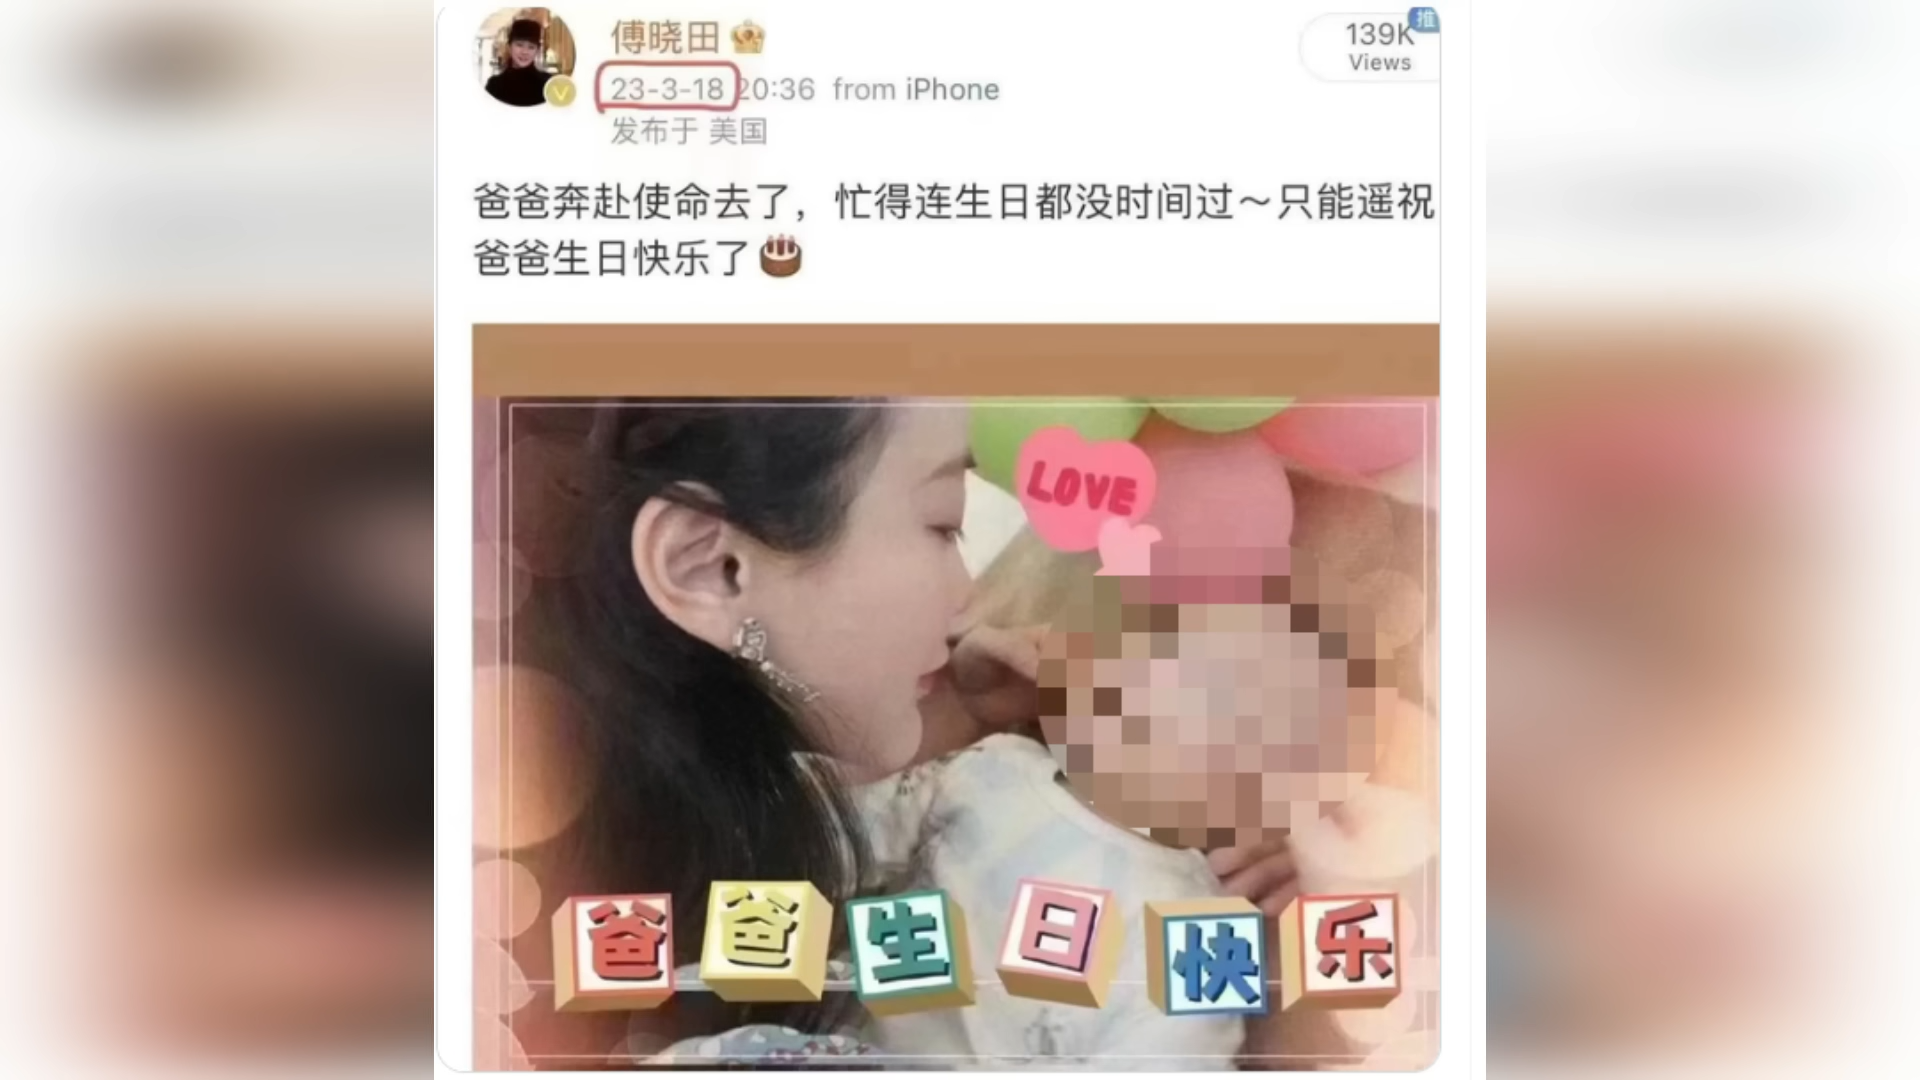 傅晓田
推
139K
Views
23-3-18 20:36 from iPhone
发布于 美国
爸爸奔赴使命去了，忙得连生日都没时间过～只能遥祝
爸爸生日快乐了
LOVE
爸爸生日快乐